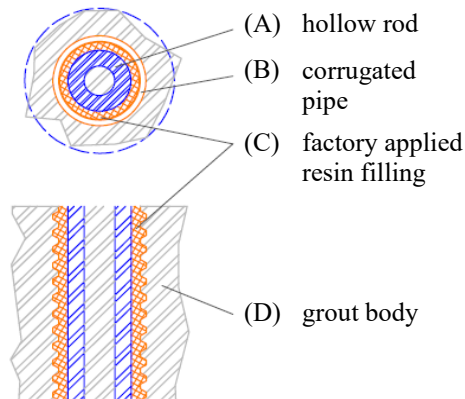 (A) hollow rod
(B) corrugated
pipe
(C) factory applied
resin filling
(D) grout body